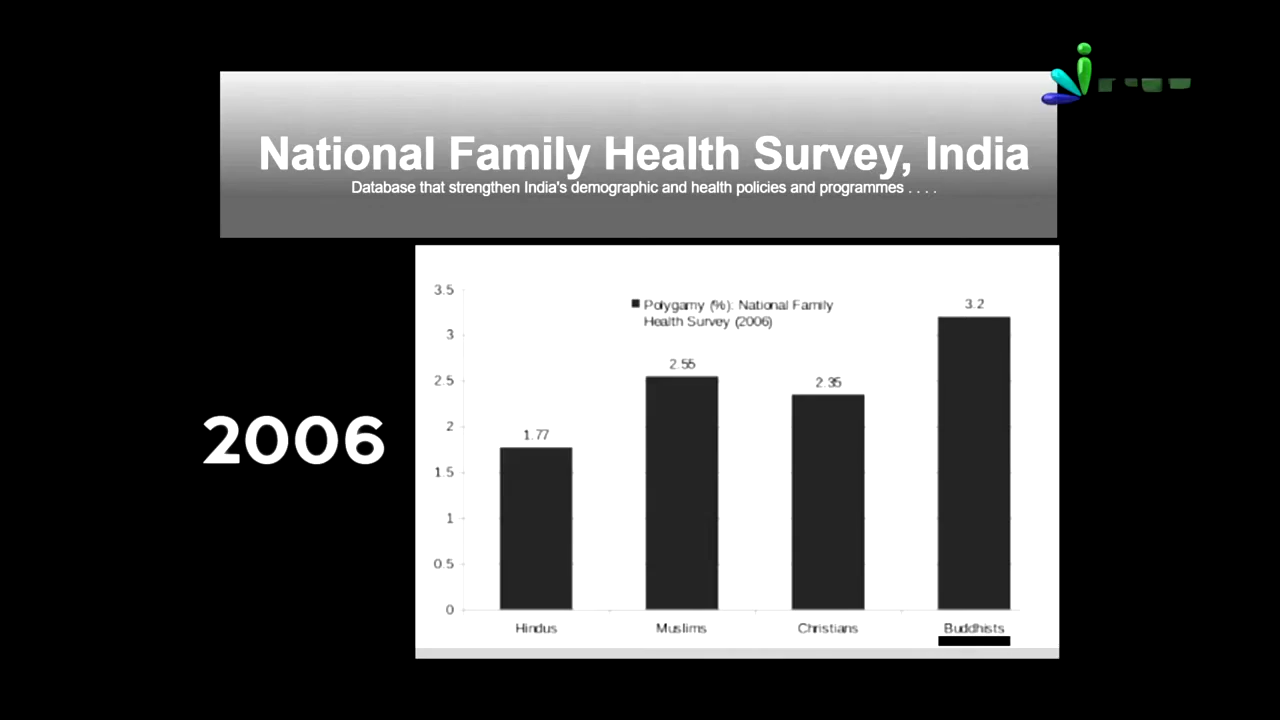 National Family Health Survey, India
Database that strengthen India's demographic and health policies and programmes . . . .
2006
3.5
3
2.5
2
1.5
1
0.5
0
Polygamy (%): National Family
Health Survey (2006)
1.77
2.55
2.35
3.2
Hindus Muslims Christians Buddhists